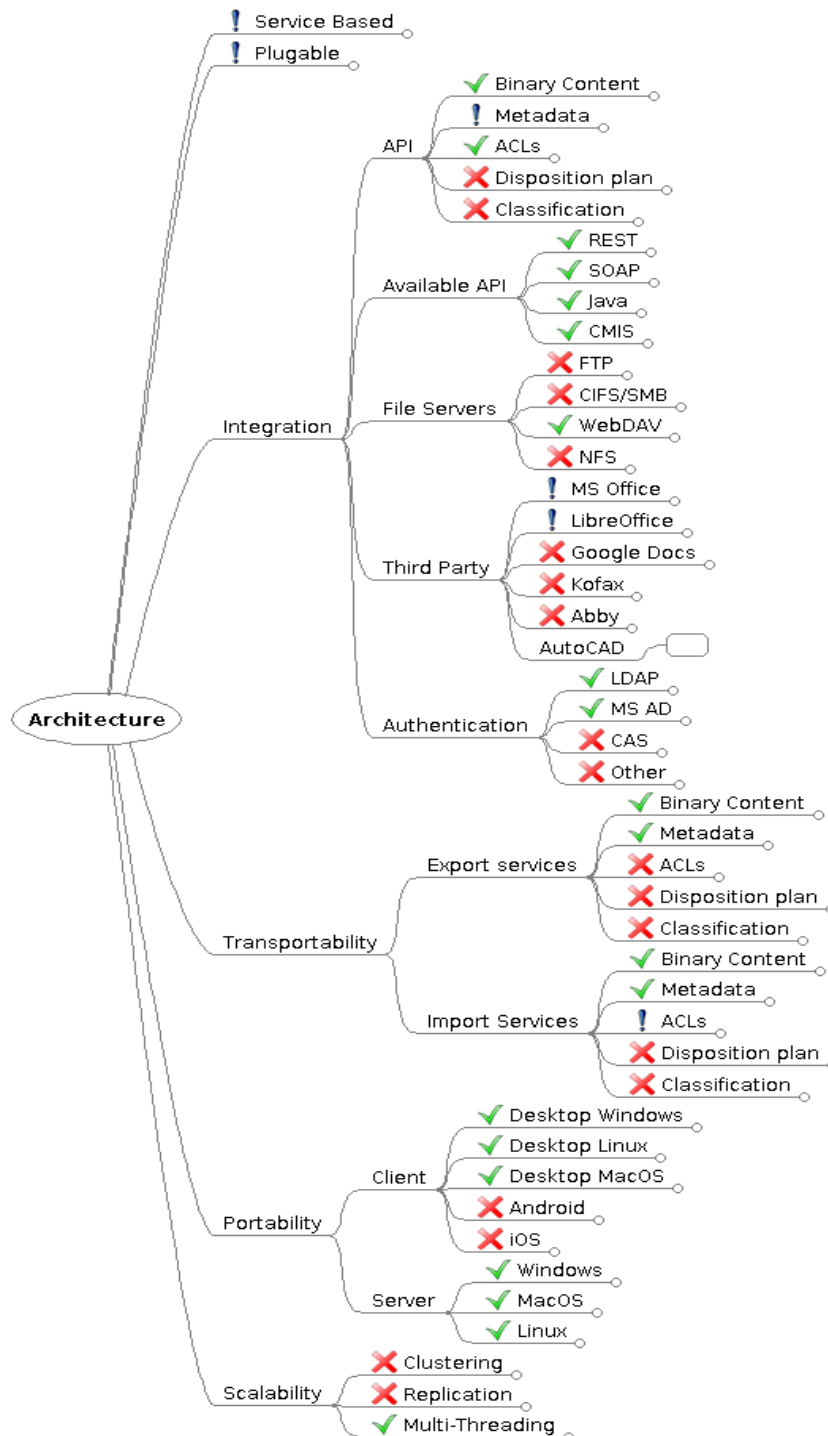 Service Based
Plugable
Binary Content
Metadata
API
ACLs
Disposition plan
Classification
REST
SOAP
Available API
Java
CMIS
FTP
CIFS/SMB
File Servers
WebDAV
Integration
NFS
MS Office
LibreOffice
Google Docs
Third Party
Kofax
Abby
AutoCAD
LDAP
MS AD
Architecture
Authentication
CAS
Other
Binary Content
Metadata
Export services
ACLs
Disposition plan
Classification
Transportability
Binary Content
Metadata
Import Services
ACLs
Disposition plan
Classification
Desktop Windows
Desktop Linux
Client
Desktop MacOS
Android
Portability
iOS
Windows
Server
MacOS
Linux
Clustering
Scalability
Replication
Multi-Threading